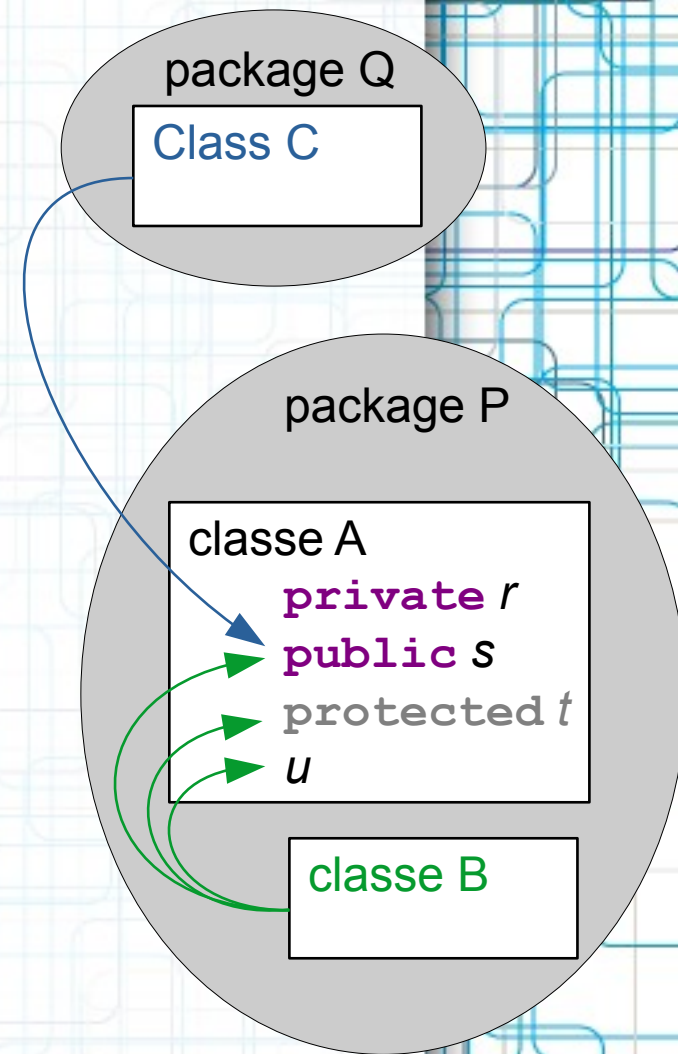 package Q
Class C
package P
classe A
private r
public s
protected t
u
classe B